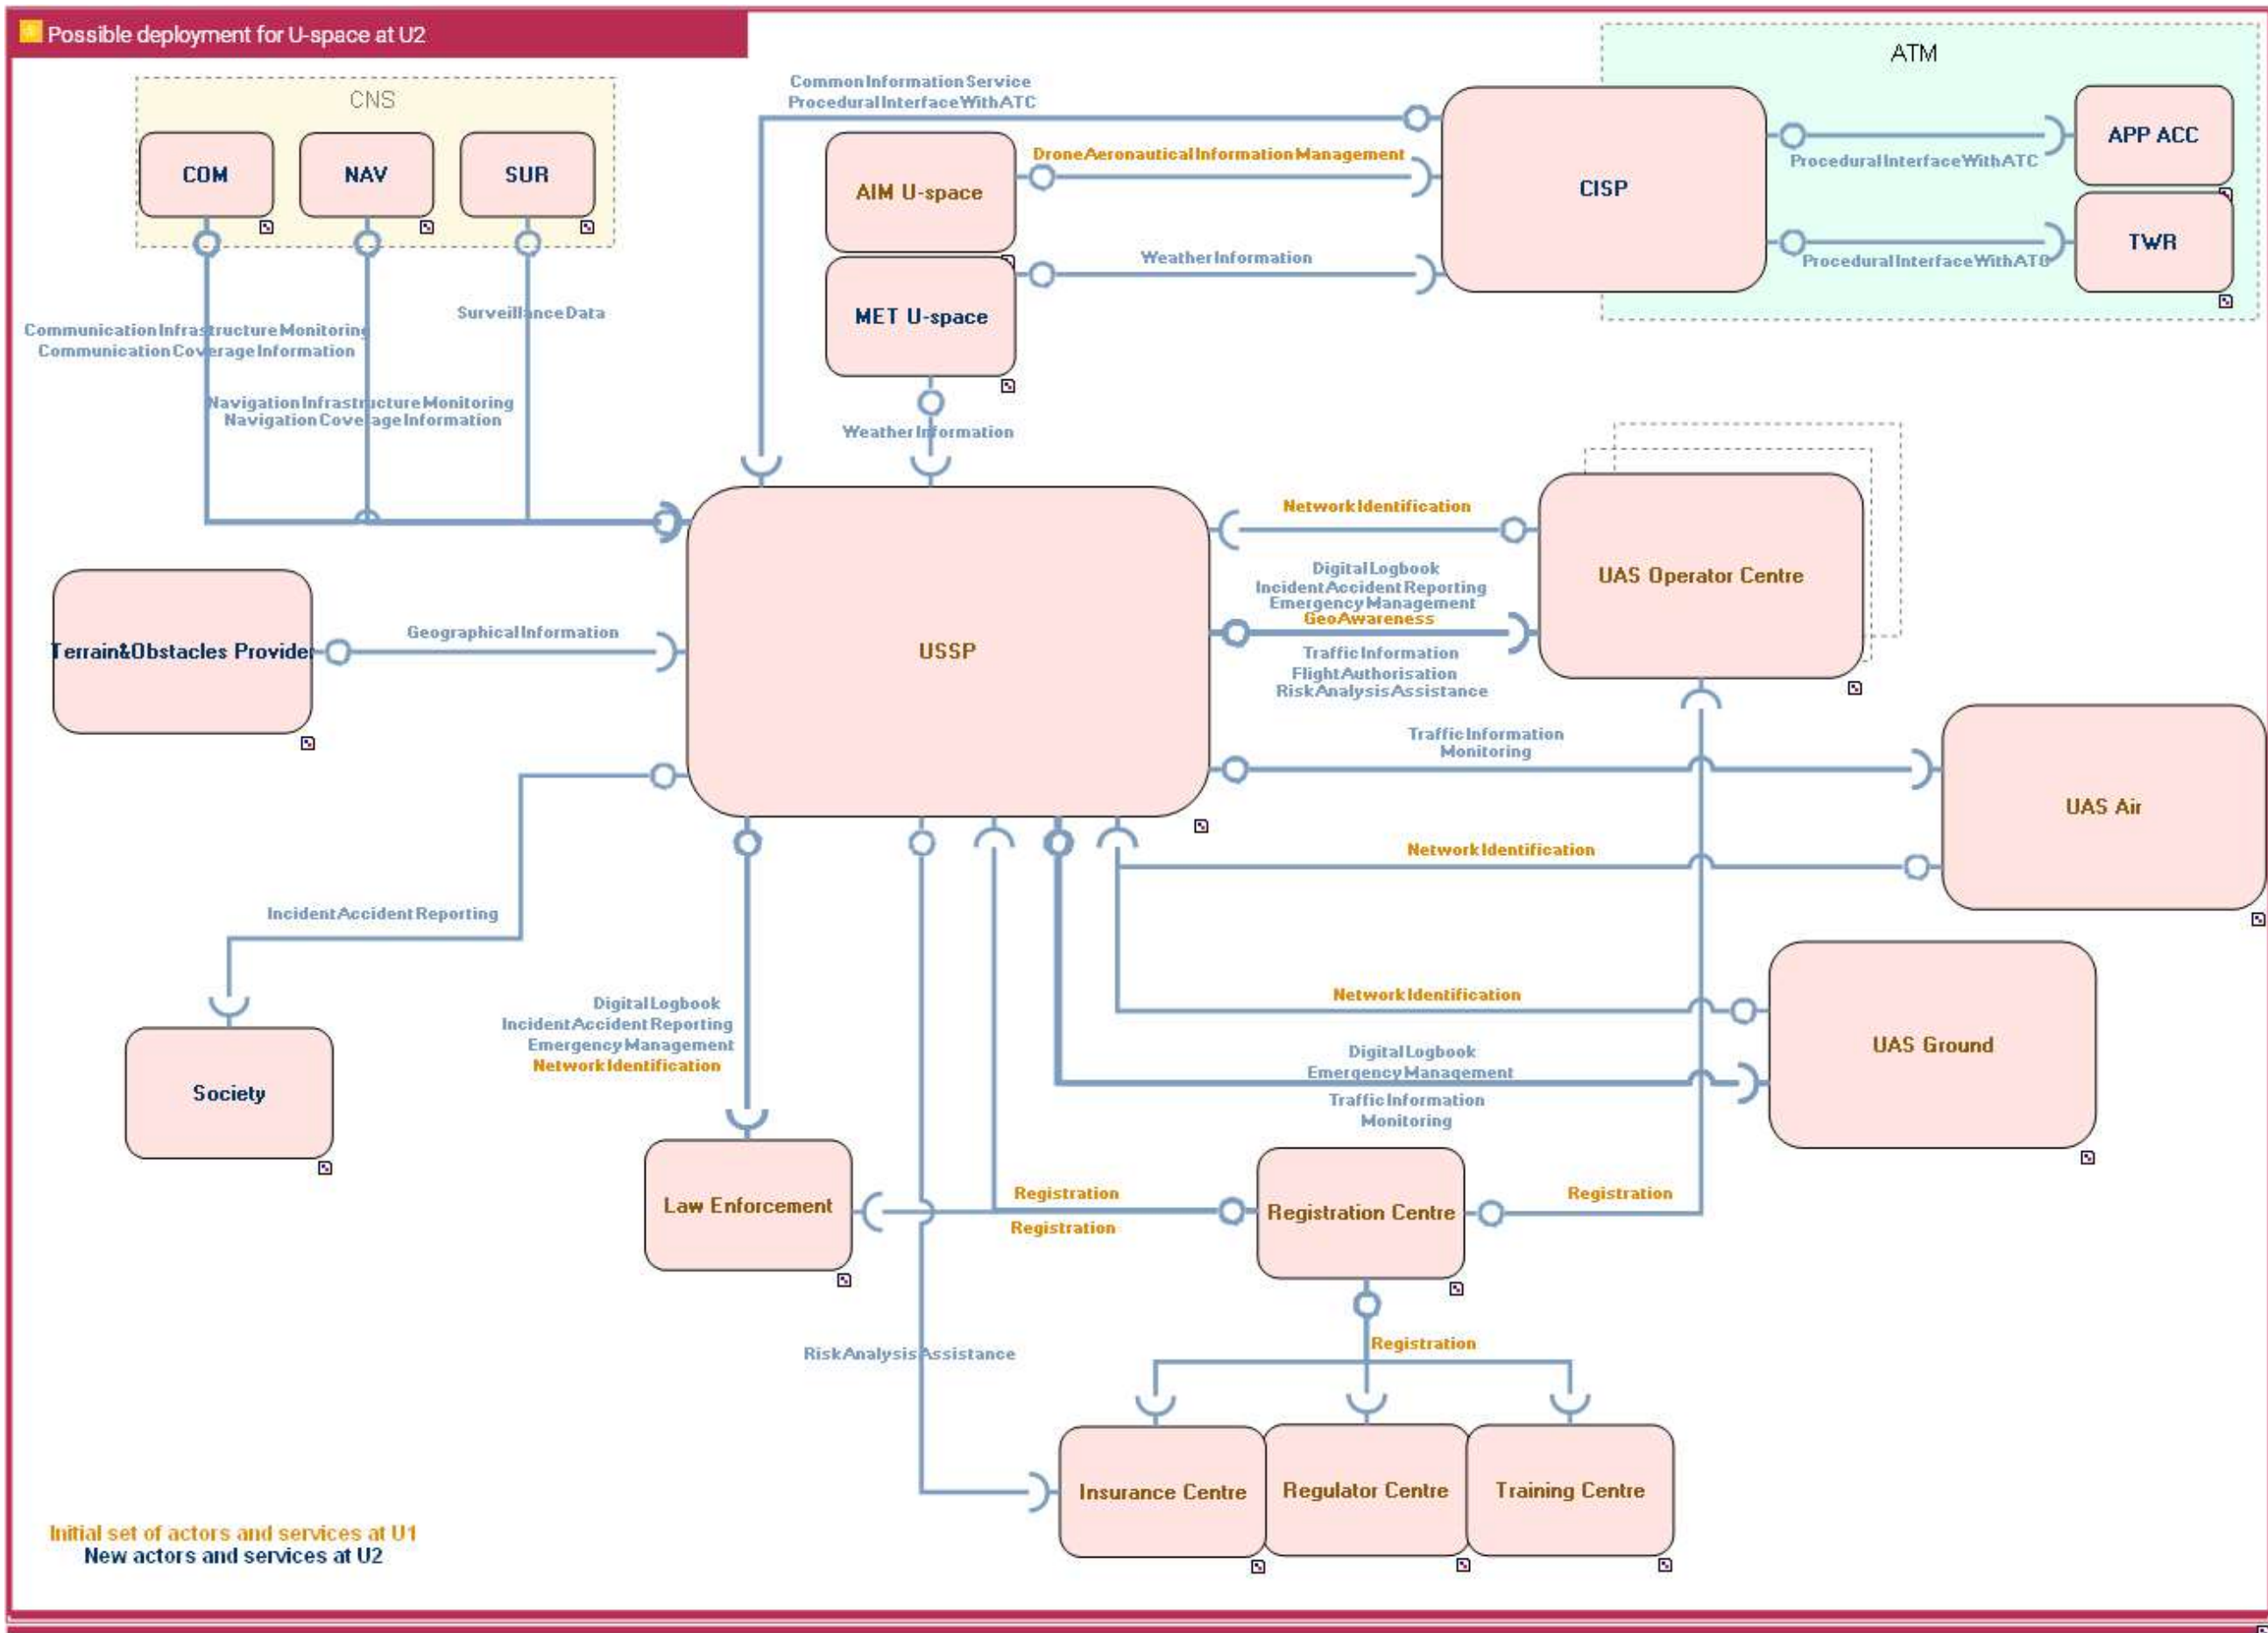 Possible deployment for U-space at U2
CNS
COM
NAV
SUR
CommonInformationService
ProceduralInterfaceWithATC
ATM
AIM U-space
DroneAeronauticalInformationManagement
CISP
ProceduralInterfaceWithATC
APP ACC
MET U-space
WeatherInformation
ProceduralInterfaceWithATC
TWR
SurveillanceData
CommunicationInfrastructureMonitoring
CommunicationCoverageInformation
NavigationInfrastructureMonitoring
NavigationCoverageInformation
WeatherInformation
NetworkIdentification
DigitalLogbook
IncidentAccidentReporting
EmergencyManagement
GeoAwareness
TrafficInformation
FlightAuthorisation
RiskAnalysisAssistance
UAS Operator Centre
Terrain&Obstacles Provider
GeographicalInformation
USSP
TrafficInformation
Monitoring
UAS Air
NetworkIdentification
IncidentAccidentReporting
Society
DigitalLogbook
IncidentAccidentReporting
EmergencyManagement
NetworkIdentification
NetworkIdentification
DigitalLogbook
EmergencyManagement
TrafficInformation
Monitoring
UAS Ground
Law Enforcement
Registration
Registration
Registration Centre
Registration
RiskAnalysisAssistance
Registration
Insurance Centre
Regulator Centre
Training Centre
Initial set of actors and services at U1
New actors and services at U2